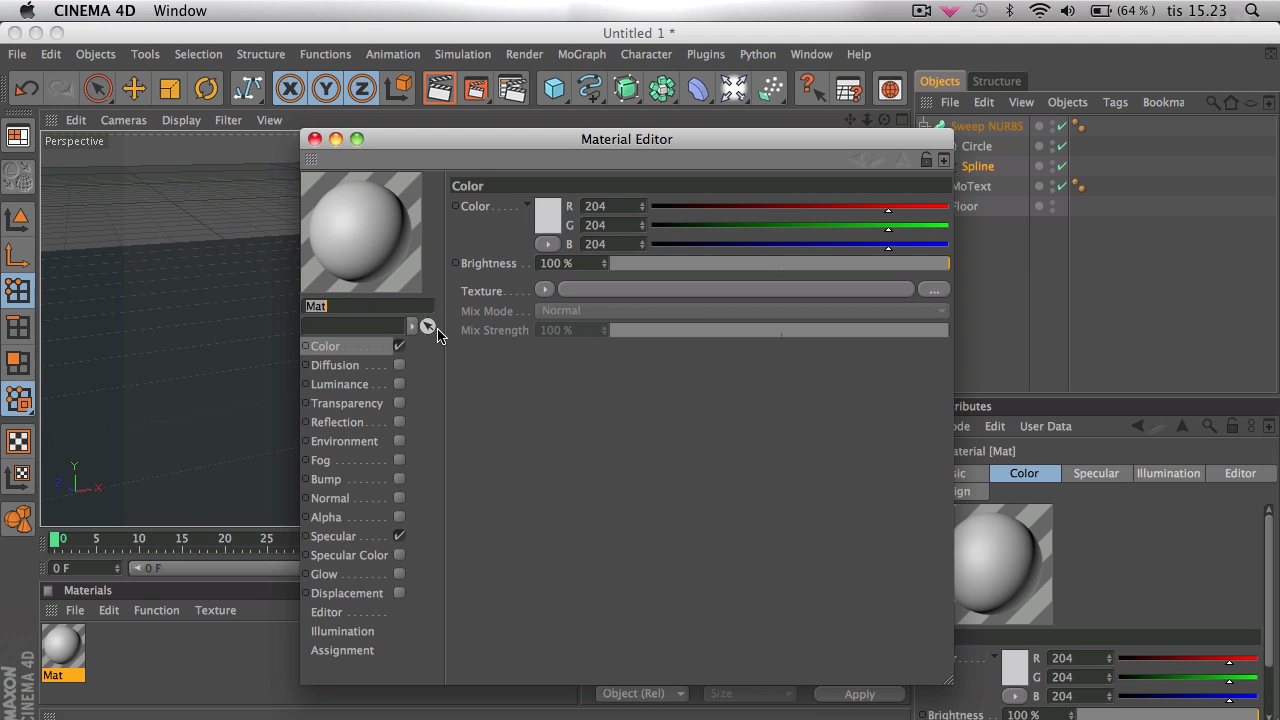 CINEMA 4D Window (64 %) tis 15.23
Untitled 1 *
File Edit Objects Tools Selection Structure Functions Animation Simulation Render MoGraph Character Plugins Python Window Help
X Y Z
Objects Structure
File Edit View Objects Tags Bookma
Edit Cameras Display Filter View
Perspective
Sweep NURBS
Circle
Spline
MoText
Floor
Material Editor
Color
Color R 204
G 204
B 204
Brightness 100 %
Texture ...
Mix Mode Normal
Mix Strength 100 %
Mat
Color
Diffusion
Luminance
Transparency
Reflection
Environment
Fog
Bump
Normal
Alpha
Specular
Specular Color
Glow
Displacement
Editor
Illumination
Assignment
Y
Z X
0 5 10 15 20 25
0 F 0 F
Materials
File Edit Function Texture
Mat
MAXON
CINEMA 4D
Object (Rel) Size Apply
ributes
ode Edit User Data
aterial [Mat]
sic Color Specular Illumination Editor
ign
R 204
G 204
B 204
Brightness 100 %